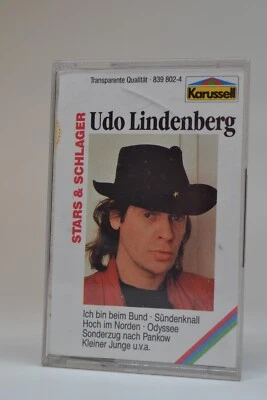 Transparente Qualität · 839 802-4
Karussell
Udo Lindenberg
STARS & SCHLAGER
Ich bin beim Bund · Sündenknall
Hoch im Norden · Odyssee
Sonderzug nach Pankow
Kleiner Junge u.v.a.